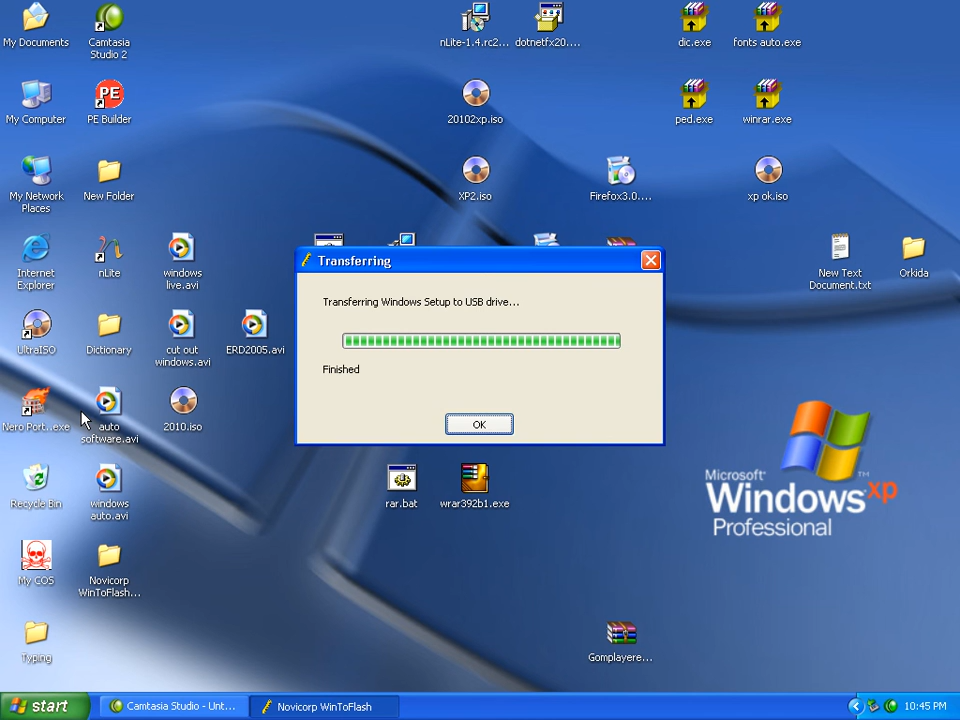 My Documents
Camtasia
Studio 2
nLite-1.4.rc2...
dotnetfx20....
dic.exe
fonts auto.exe
My Computer
PE
PE Builder
20102xp.iso
ped.exe
winrar.exe
My Network
Places
New Folder
XP2.iso
Firefox3.0....
xp ok.iso
Internet
Explorer
nLite
windows
live.avi
New Text
Document.txt
Orkida
Transferring
Transferring Windows Setup to USB drive...
Finished
OK
UltraISO
Dictionary
cut out
windows.avi
ERD2005.avi
Nero Port..exe
auto
software.avi
2010.iso
Recycle Bin
windows
auto.avi
rar.bat
wrar392b1.exe
Microsoft®
Windows xp
Professional
My COS
Novicorp
WinToFlash...
Typing
Gomplayere...
start
Camtasia Studio - Unt...
Novicorp WinToFlash
10:45 PM